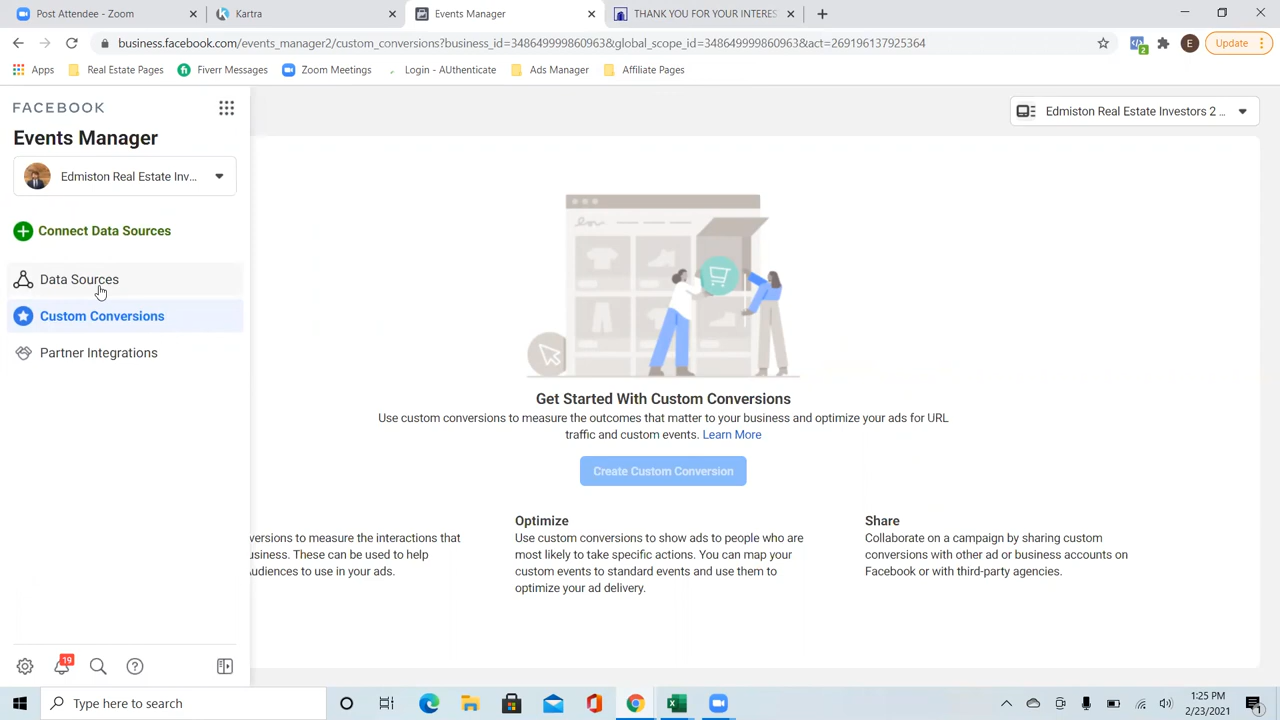 Post Attendee - Zoom
Kartra
Events Manager
THANK YOU FOR YOUR INTERES
business.facebook.com/events_manager2/custom_conversions?business_id=348649999860963&global_scope_id=348649999860963&act=269196137925364
2
E
Update
Apps
Real Estate Pages
Fiverr Messages
Zoom Meetings
Login - AUthenticate
Ads Manager
Affiliate Pages
FACEBOOK
Events Manager
Edmiston Real Estate Investors 2 ...
Edmiston Real Estate Inv...
Connect Data Sources
Data Sources
Custom Conversions
Partner Integrations
Get Started With Custom Conversions
Use custom conversions to measure the outcomes that matter to your business and optimize your ads for URL
traffic and custom events. Learn More
Create Custom Conversion
versions to measure the interactions that
usiness. These can be used to help
udiences to use in your ads.
Optimize
Use custom conversions to show ads to people who are
most likely to take specific actions. You can map your
custom events to standard events and use them to
optimize your ad delivery.
Share
Collaborate on a campaign by sharing custom
conversions with other ad or business accounts on
Facebook or with third-party agencies.
19
Type here to search
1:25 PM
2/23/2021
1